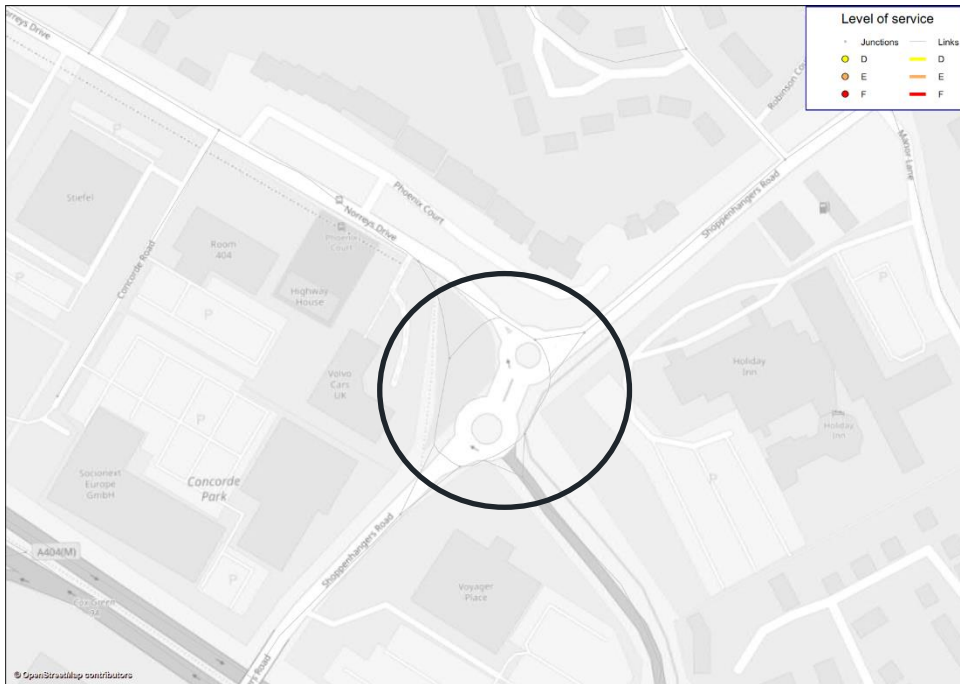 Norreys Drive
Level of service
Junctions
Links
D
D
E
E
F
F
P
Robinson
Manor Lane
Stiefel
Phoenix Court
Shoppenhangers Road
Norreys Drive
Room
404
Phoenix
Court
Concorde Road
P
Highway
House
P
P
Volvo
Cars
UK
Holiday
Inn
Holiday
Inn
Socionext
Europe
GmbH
Concorde
Park
P
Shoppenhangers Road
A404(M)
P
Voyager
Place
Road
© OpenStreetMap contributors